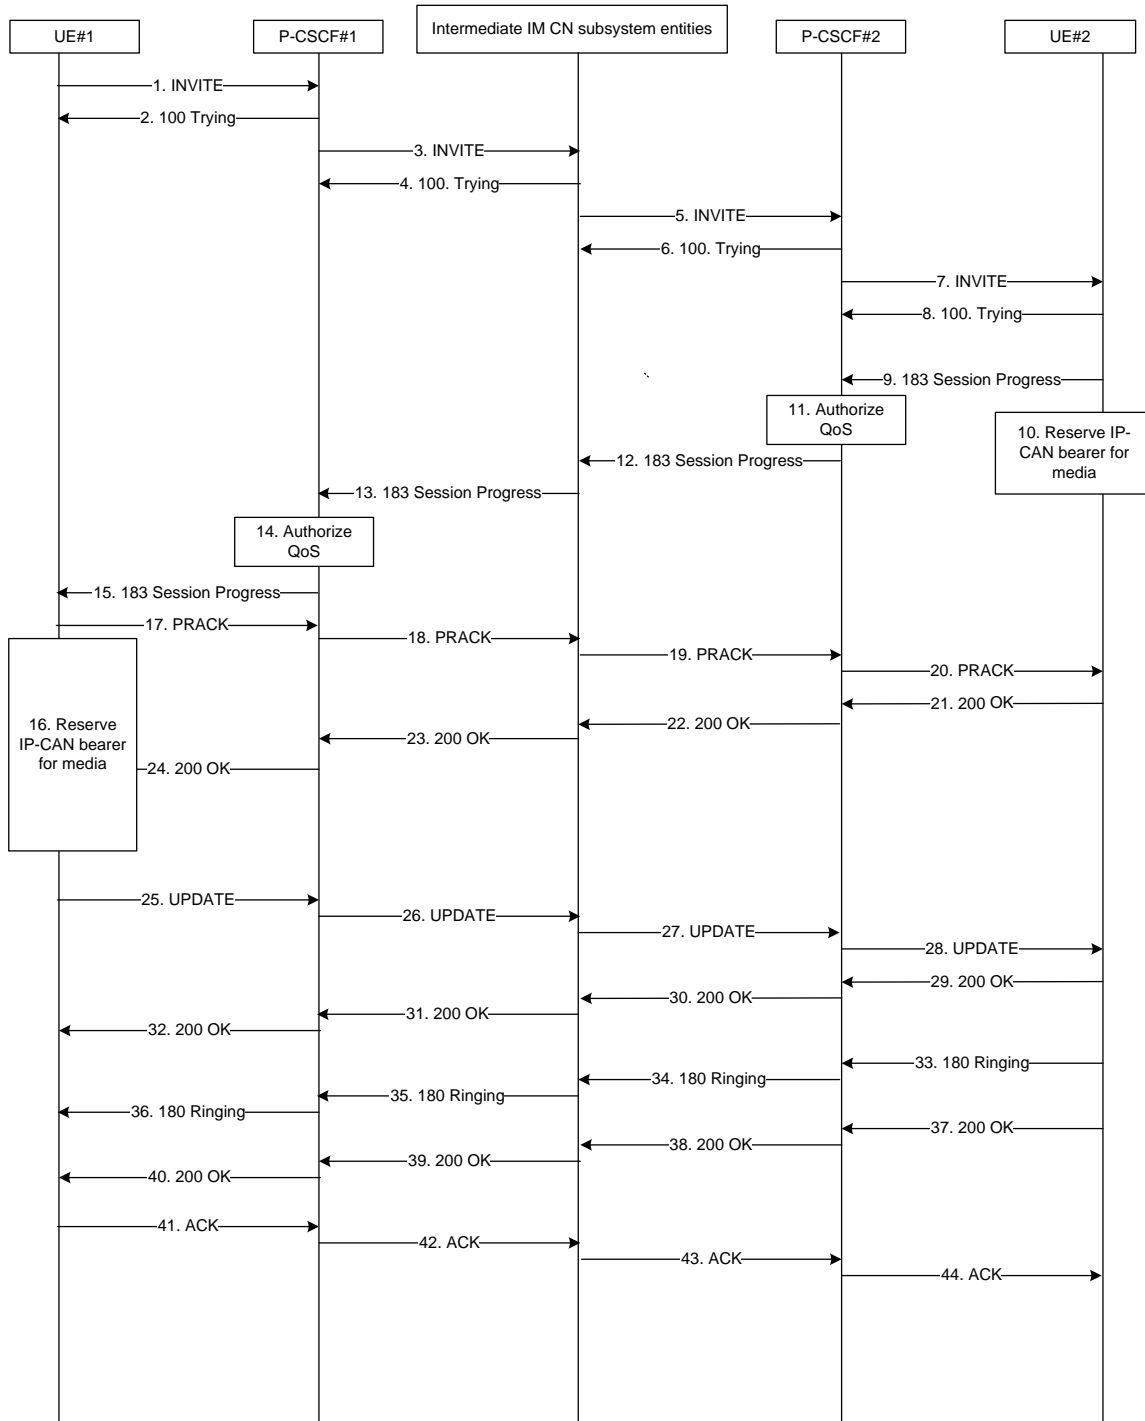 UE#1
P-CSCF#1
Intermediate IM CN subsystem entities
P-CSCF#2
UE#2
1. INVITE
2. 100 Trying
3. INVITE
4. 100. Trying
5. INVITE
6. 100. Trying
7. INVITE
8. 100. Trying
9. 183 Session Progress
11. Authorize
QoS
10. Reserve IP-
CAN bearer for
media
12. 183 Session Progress
13. 183 Session Progress
14. Authorize
QoS
15. 183 Session Progress
17. PRACK
18. PRACK
19. PRACK
20. PRACK
21. 200 OK
22. 200 OK
23. 200 OK
16. Reserve
IP-CAN bearer
for media
24. 200 OK
25. UPDATE
26. UPDATE
27. UPDATE
28. UPDATE
29. 200 OK
30. 200 OK
31. 200 OK
32. 200 OK
33. 180 Ringing
34. 180 Ringing
35. 180 Ringing
36. 180 Ringing
37. 200 OK
38. 200 OK
39. 200 OK
40. 200 OK
41. ACK
42. ACK
43. ACK
44. ACK